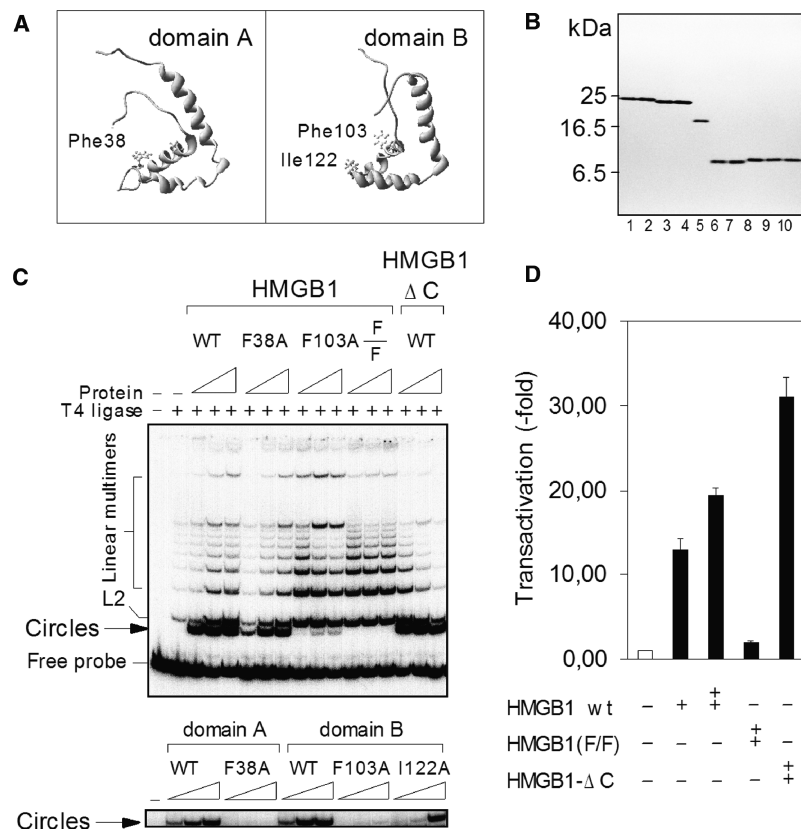 A
domain A
domain B
Phe38
Phe103
Ile122
B
kDa
25
16.5
6.5
1 2 3 4 5 6 7 8 9 10
C
HMGB1
HMGB1
Δ C
WT F38A F103A F/F WT
Protein – –
T4 ligase – + + + + + + + + + + + + + + + +
Linear multimers
L2
Circles
Free probe
domain A domain B
WT F38A WT F103A I122A
–
Circles
D
Transactivation (-fold)
40,00
30,00
20,00
10,00
0,00
HMGB1 wt – + ++ – –
HMGB1(F/F) – – – ++ –
HMGB1-Δ C – – – – ++